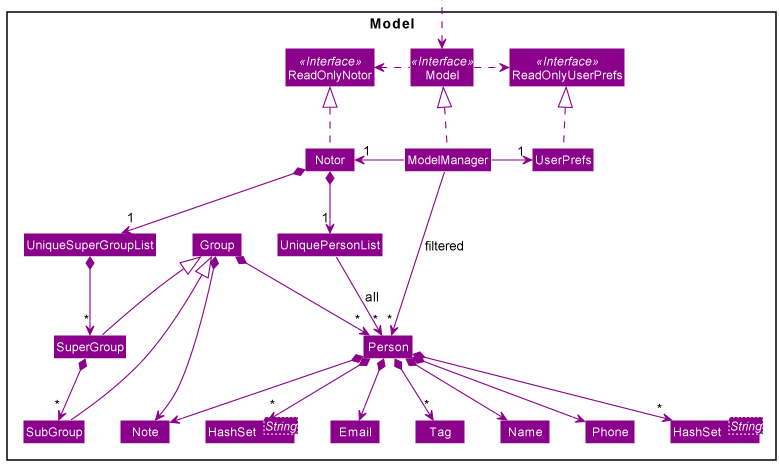 Model
«Interface»
ReadOnlyNotor
«Interface»
Model
«Interface»
ReadOnlyUserPrefs
Notor
1
ModelManager
1
UserPrefs
1
1
UniqueSuperGroupList
Group
UniquePersonList
filtered
all
*
*
*
*
SuperGroup
Person
*
*
*
*
SubGroup
Note
HashSet
String
Email
Tag
Name
Phone
HashSet
String